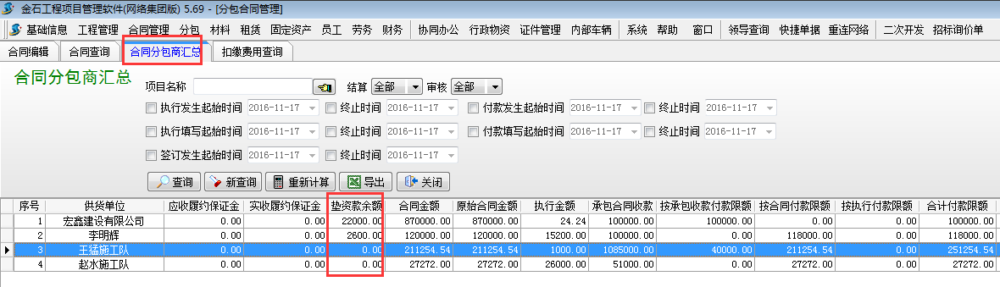 金石工程项目管理软件(网络集团版) 5.69 - [分包合同管理]
基础信息 工程管理 合同管理 分包 材料 租赁 固定资产 员工 劳务 财务 协同办公 行政物资 证件管理 内部车辆 系统 帮助 窗口 领导查询 快捷单据 重连网络 二次开发 招标询价单
合同编辑 合同查询 合同分包商汇总 扣缴费用查询
合同分包商汇总
项目名称 结算 全部 审核 全部
执行发生起始时间 2016-11-17 终止时间 2016-11-17 付款发生起始时间 2016-11-17 终止时间 2016-11-17
执行填写起始时间 2016-11-17 终止时间 2016-11-17 付款填写起始时间 2016-11-17 终止时间 2016-11-17
签订发生起始时间 2016-11-17 终止时间 2016-11-17
查询 新查询 重新计算 导出 关闭
序号 供货单位 应收履约保证金 实收履约保证金 垫资款余额 合同金额 原始合同金额 执行金额 承包合同收款 按承包收款付款限额 按合同付款限额 按执行付款限额 合计付款限额
1 宏鑫建设有限公司 0.00 0.00 22000.00 870000.00 870000.00 24.24 100000.00 100000.00 0.00 0.00 100000.00
2 李明辉 0.00 0.00 2600.00 120000.00 120000.00 15200.00 100000.00 0.00 118000.00 0.00 118000.00
3 王猛施工队 0.00 0.00 0.00 211254.54 211254.54 1000.00 1085000.00 40000.00 211254.54 0.00 251254.54
4 赵水施工队 0.00 0.00 0.00 27272.00 27272.00 26000.00 51000.00 0.00 27272.00 0.00 27272.00